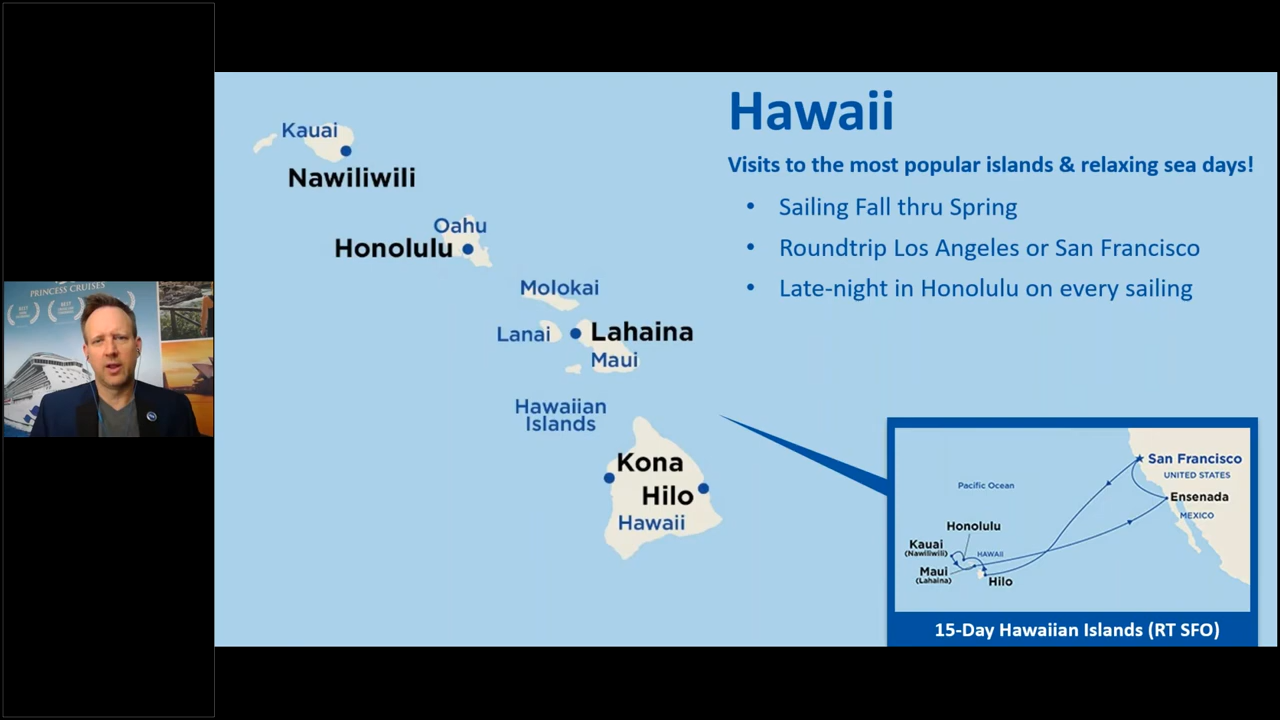 PRINCESS CRUISES
BEST
BEST
Hawaii
Visits to the most popular islands & relaxing sea days!
• Sailing Fall thru Spring
• Roundtrip Los Angeles or San Francisco
• Late-night in Honolulu on every sailing
Kauai
Nawiliwili
Oahu
Honolulu
Molokai
Lanai
Lahaina
Maui
Hawaiian
Islands
Kona
Hilo
Hawaii
San Francisco
UNITED STATES
Pacific Ocean
Ensenada
MEXICO
Honolulu
Kauai
(Nawiliwili)
HAWAII
Maui
(Lahaina)
Hilo
15-Day Hawaiian Islands (RT SFO)